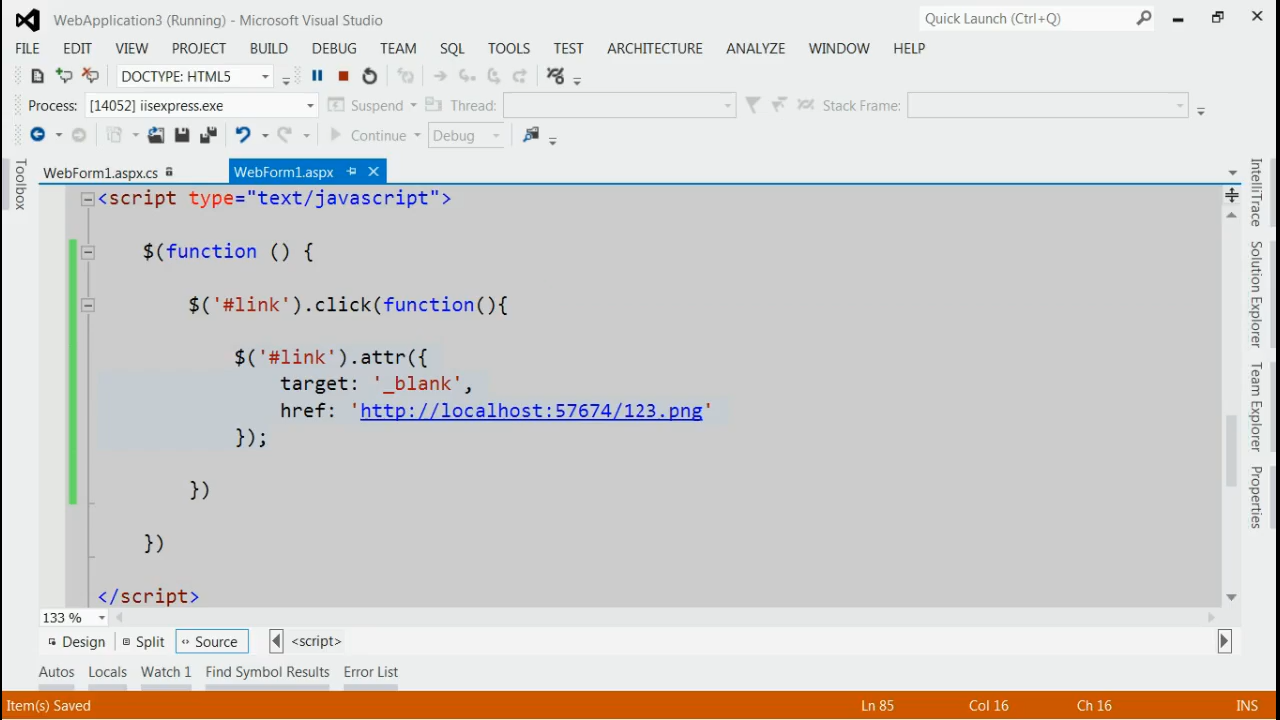 WebApplication3 (Running) - Microsoft Visual Studio
Quick Launch (Ctrl+Q)
FILE EDIT VIEW PROJECT BUILD DEBUG TEAM SQL TOOLS TEST ARCHITECTURE ANALYZE WINDOW HELP
DOCTYPE: HTML5
Process: [14052] iisexpress.exe Suspend Thread: Stack Frame:
Continue Debug
Toolbox
WebForm1.aspx.cs WebForm1.aspx
<script type="text/javascript">
$(function () {
$('#link').click(function(){
$('#link').attr({
target: '_blank',
href: 'http://localhost:57674/123.png'
});
})
})
</script>
IntelliTrace
Solution Explorer
Team Explorer
Properties
133 %
Design Split Source <script>
Autos Locals Watch 1 Find Symbol Results Error List
Item(s) Saved Ln 85 Col 16 Ch 16 INS